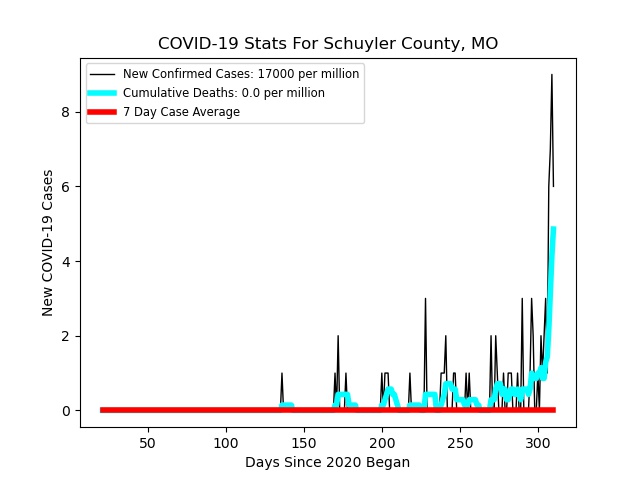 COVID-19 Stats For Schuyler County, MO
New Confirmed Cases: 17000 per million
Cumulative Deaths: 0.0 per million
7 Day Case Average
New COVID-19 Cases
8
6
4
2
0
50 100 150 200 250 300
Days Since 2020 Began